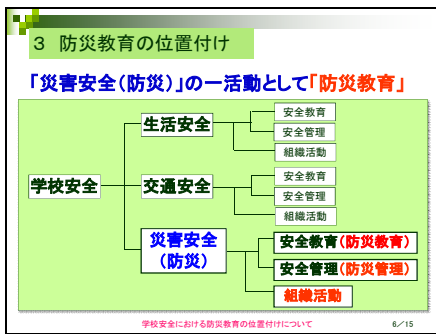 3 防災教育の位置付け
「災害安全(防災)」の一活動として「防災教育」
学校安全
生活安全
安全教育
安全管理
組織活動
交通安全
安全教育
安全管理
組織活動
災害安全
(防災)
安全教育(防災教育)
安全管理(防災管理)
組織活動
学校安全における防災教育の位置付けについて
6/15